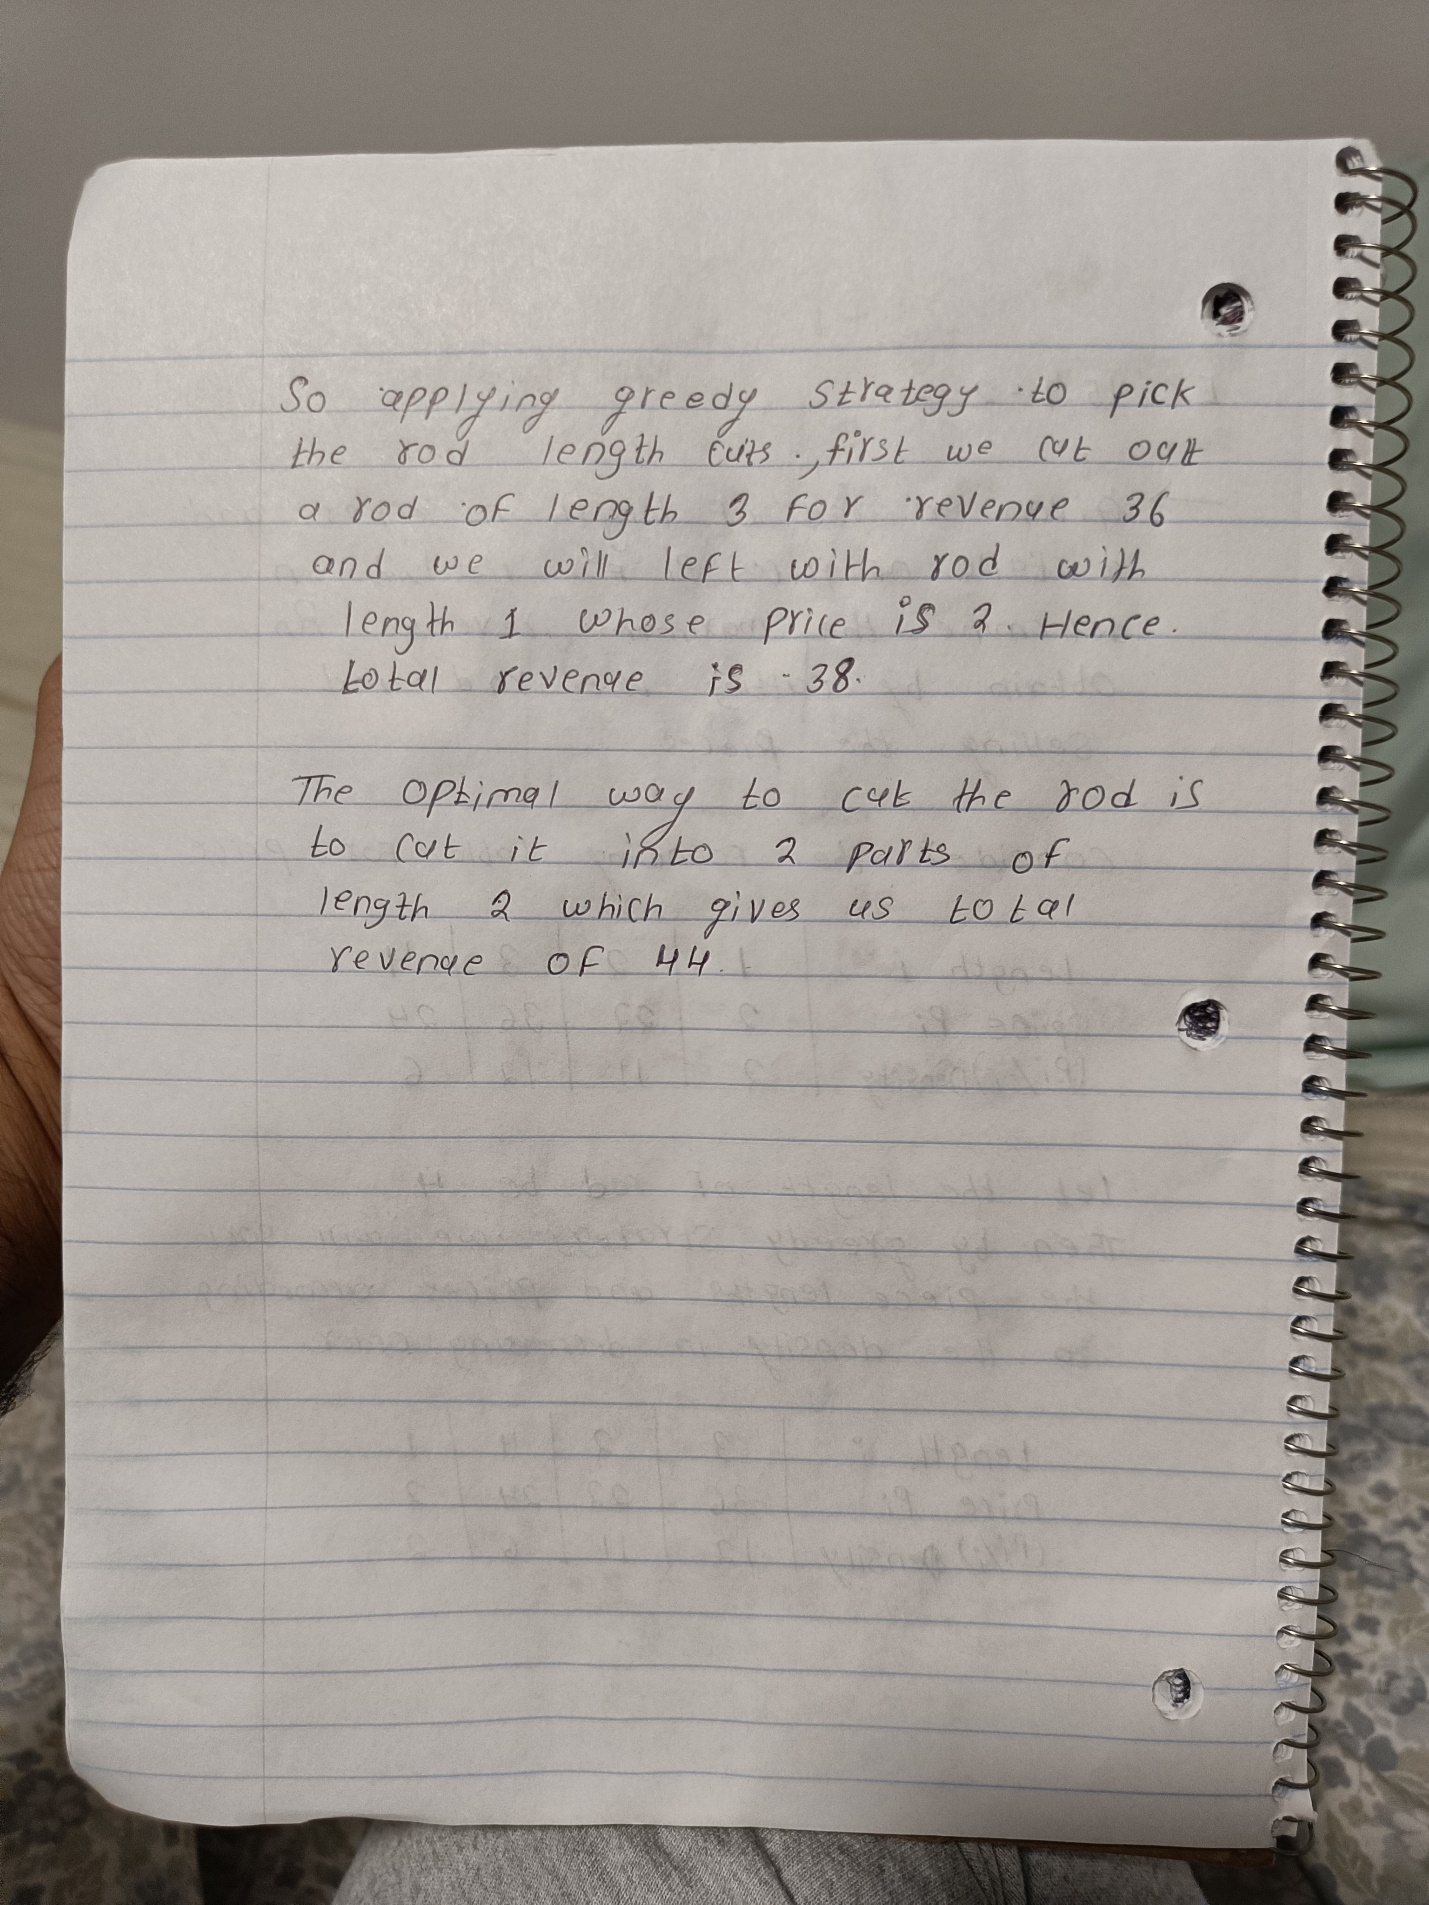 So applying greedy strategy to pick
the rod length cuts, first we cut out
a rod of length 3 for revenue 36
and we will left with rod with
length 1 whose price is 2. Hence
total revenue is 38.
The optimal way to cut the rod is
to cut it into 2 parts of
length 2 which gives us total
revenue of 44.